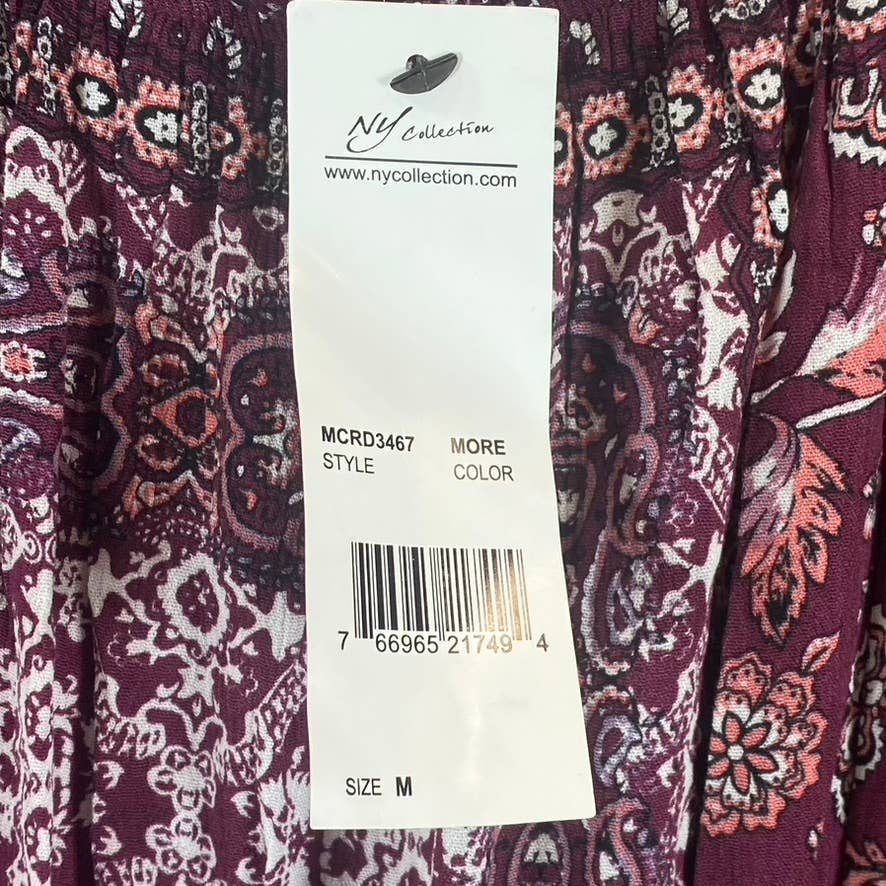 NY Collection
www.nycollection.com
MCRD3467 MORE
STYLE COLOR
7 66965 21749 4
SIZE M